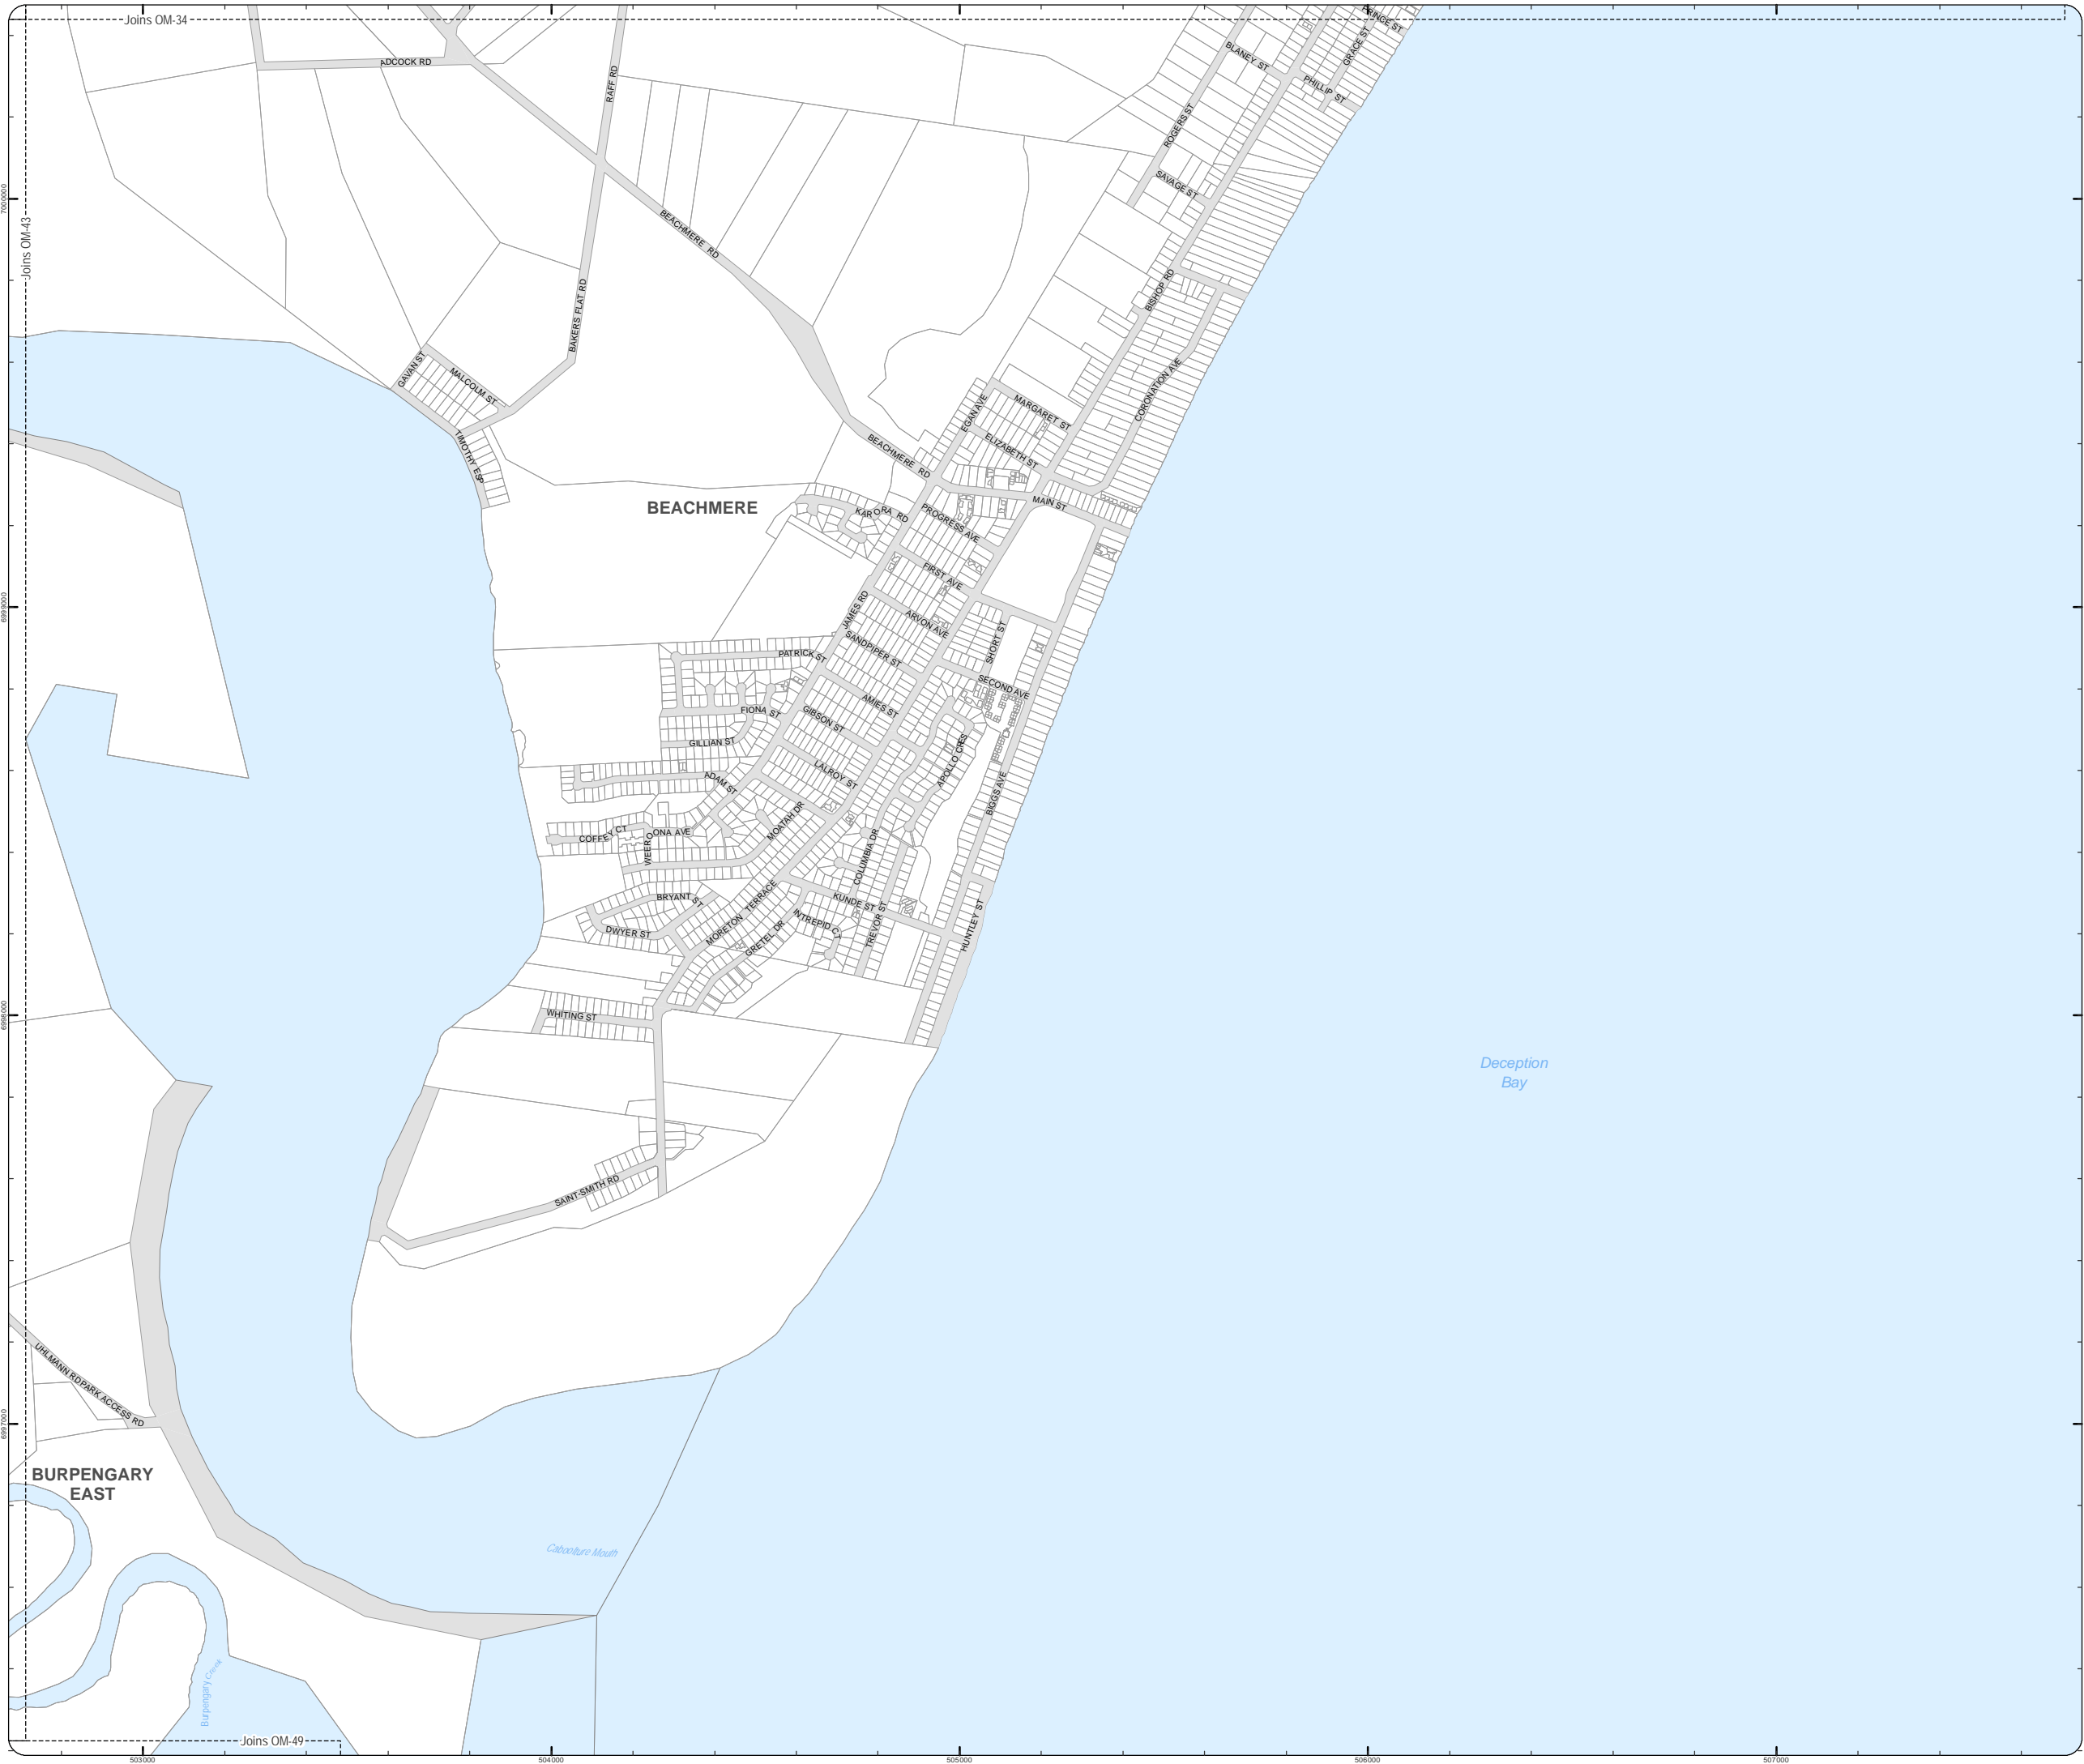 Joins OM-34
PRINCE ST
GRACE ST
BLANEY ST
ADCOCK RD
RAFF RD
PHILLIP ST
ROGERS ST
SAVAGE ST
7000000
Joins OM-43
BEACHMERE RD
BISHOP RD
BAKERS FLAT RD
GAVAN ST
MALCOLM ST
CORONATION AVE
EGAN AVE
MARGARET ST
ELIZABETH ST
BEACHMERE RD
TIMOTHY ESP
MAIN ST
BEACHMERE
KARORA RD
PROGRESS AVE
FIRST AVE
6999000
JAMES RD
ARVON AVE
SHORT ST
SANDPIPER ST
PATRICK ST
SECOND AVE
AMIES ST
FIONA ST
GIBSON ST
GILLIAN ST
APOLLO CRES
LALROY ST
ADAM ST
BIGGS AVE
MOATAH DR
COFFEY CT
WEEROONA AVE
COLUMBIA DR
BRYANT ST
MORETON TERRACE
KUNDE ST
INTREPID CT
TREVOR ST
HUNTLEY ST
DWYER ST
GRETEL DR
WHITING ST
6998000
Deception
Bay
SAINT-SMITH RD
UHLMANN RD
PARK ACCESS RD
6997000
BURPENGARY
EAST
Caboolture Mouth
Burpengary Creek
Joins OM-49
503000
504000
505000
506000
507000